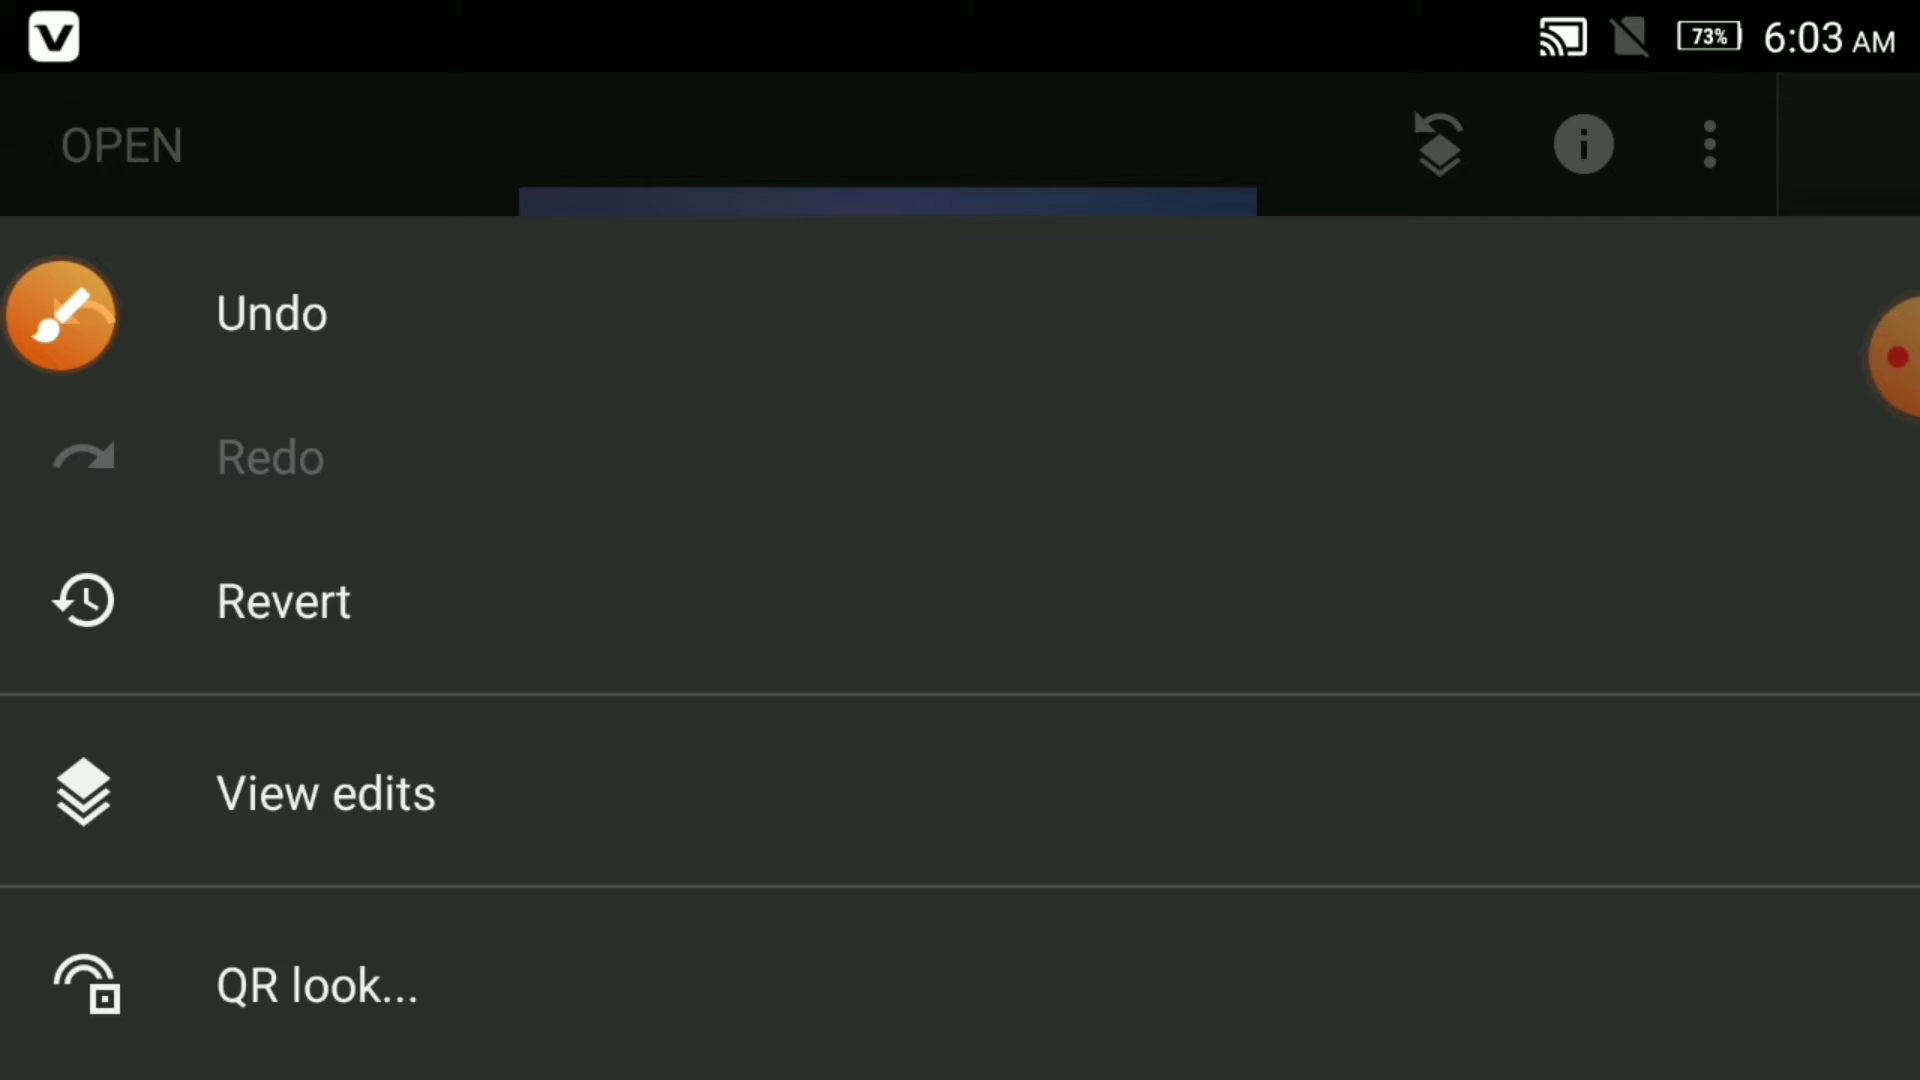 V
73% 6:03 AM
OPEN
Undo
Redo
Revert
View edits
QR look...